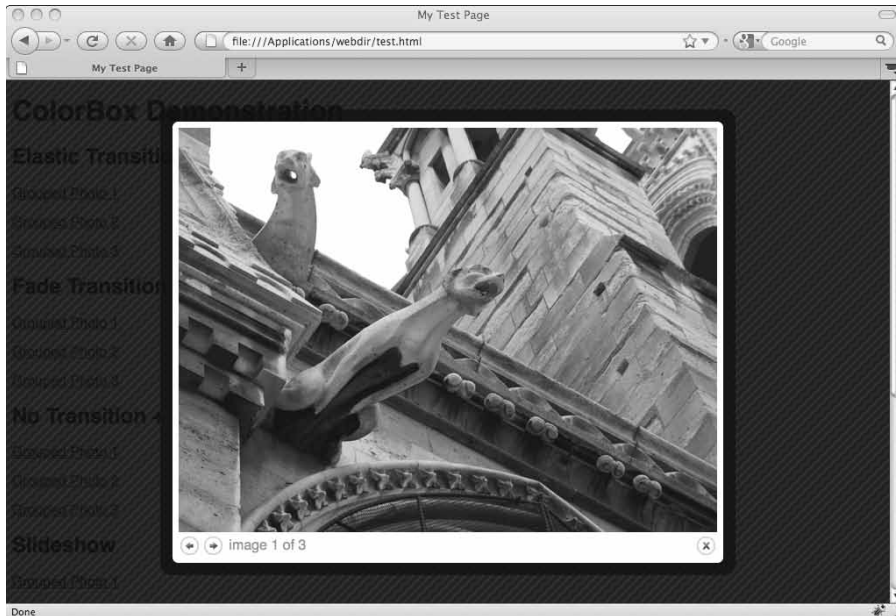 My Test Page
file:///Applications/webdir/test.html
Google
My Test Page
+
ColorBox Demonstration
Elastic Transiti
Grouped Photo 1
Grouped Photo 2
Grouped Photo 3
Fade Transition
Grouped Photo 1
Grouped Photo 2
Grouped Photo 3
No Transition +
Grouped Photo 1
Grouped Photo 2
Grouped Photo 3
Slideshow
Grouped Photo 1
image 1 of 3
x
Done